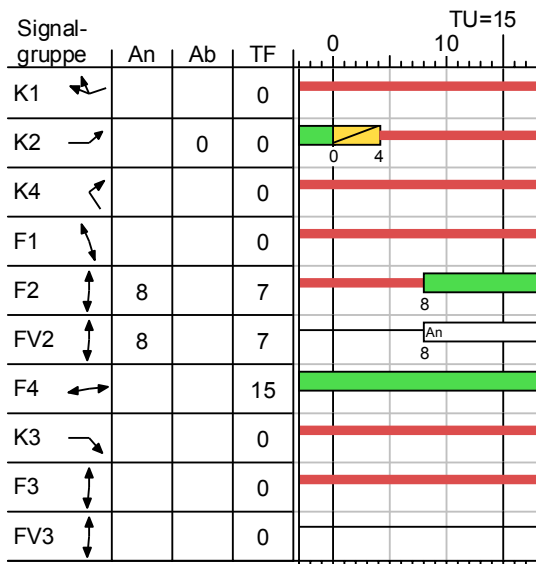 TU=15
Signal-
gruppe An Ab TF 0 10
K1 0
K2 0 0
0 4
K4 0
F1 0
F2 8 7
8
FV2 8 7 An
8
F4 15
K3 0
F3 0
FV3 0